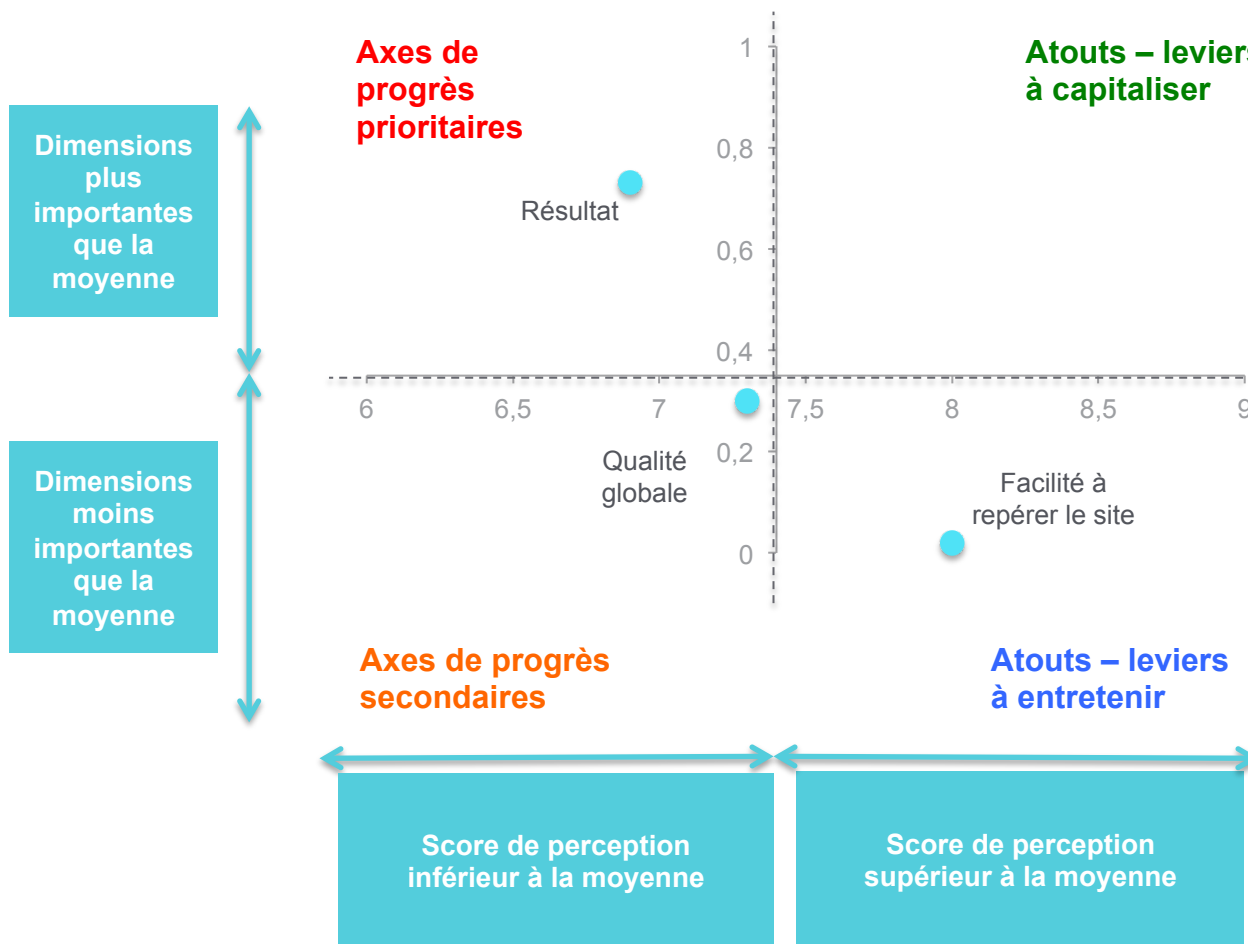 Axes de
progrès
prioritaires
Atouts – leviers
à capitaliser
Dimensions
plus
importantes
que la
moyenne
1
0,8
0,6
0,4
0,2
0
Résultat
6
6,5
7
7,5
8
8,5
9
Qualité
globale
Facilité à
repérer le site
Dimensions
moins
importantes
que la
moyenne
Axes de progrès
secondaires
Atouts – leviers
à entretenir
Score de perception
inférieur à la moyenne
Score de perception
supérieur à la moyenne